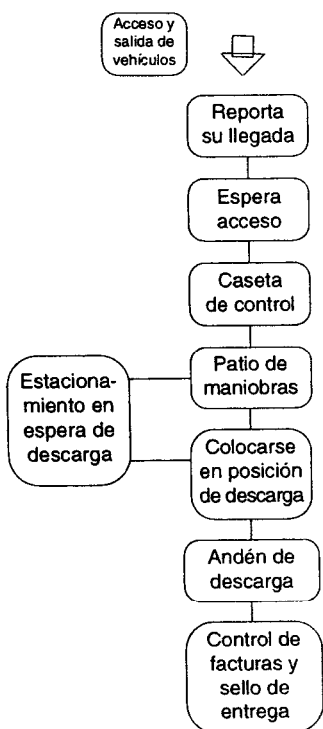 Acceso y
salida de
vehículos
Reporta
su llegada
Espera
acceso
Caseta
de control
Patio de
maniobras
Estaciona-
miento en
espera de
descarga
Colocarse
en posición
de descarga
Andén de
descarga
Control de
facturas y
sello de
entrega